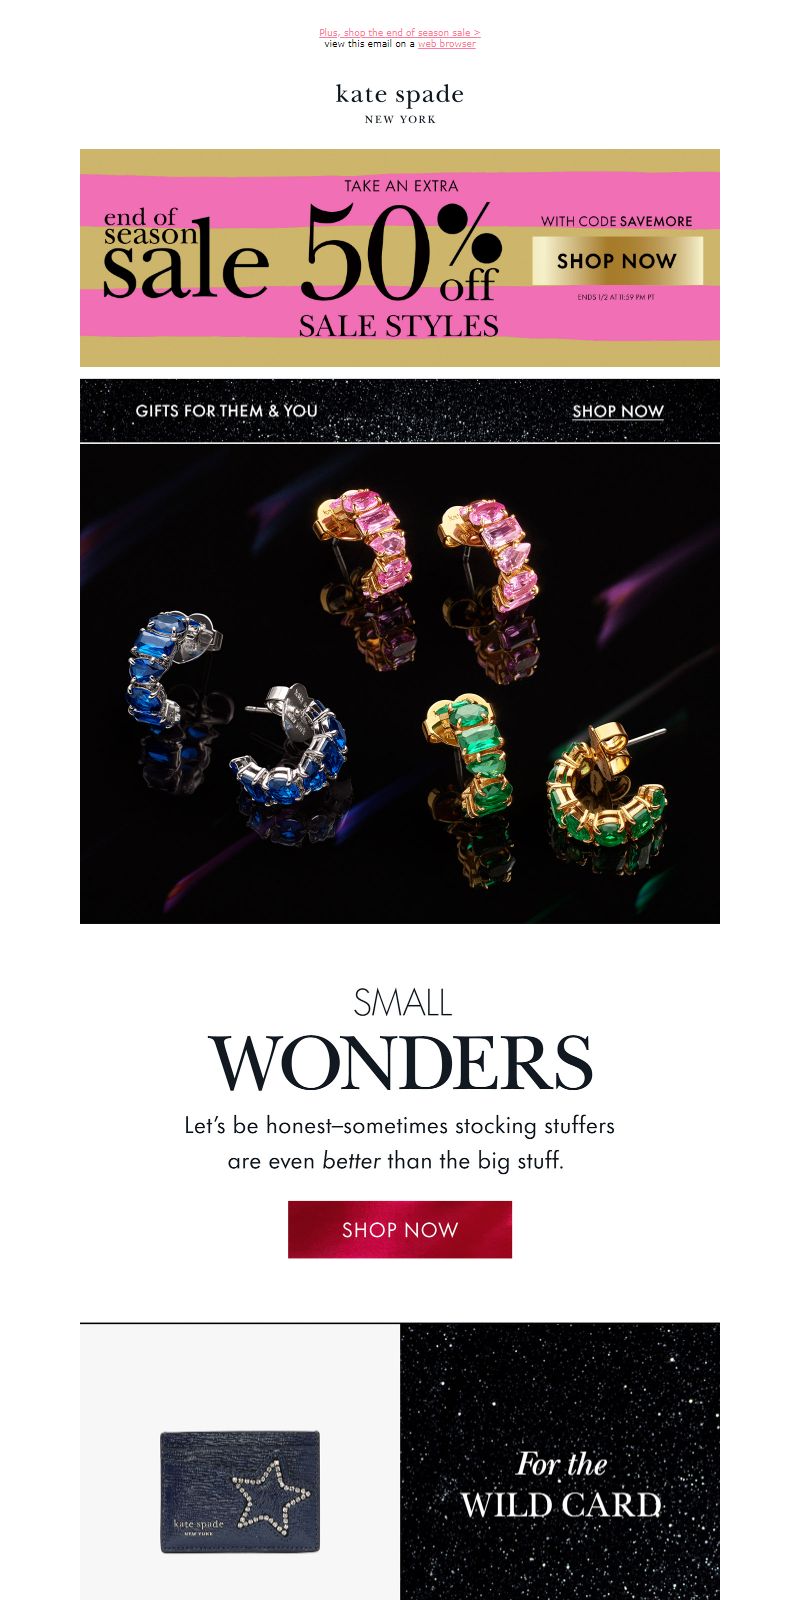 Plus, shop the end of season sale >
view this email on a web browser
kate spade
NEW YORK
TAKE AN EXTRA
end of
season
sale
50%
off
SALE STYLES
WITH CODE SAVEMORE
SHOP NOW
ENDS 1/2 AT 11:59 PM PT
GIFTS FOR THEM & YOU
SHOP NOW
SMALL
WONDERS
Let's be honest–sometimes stocking stuffers
are even better than the big stuff.
SHOP NOW
kate spade
NEW YORK
For the
WILD CARD